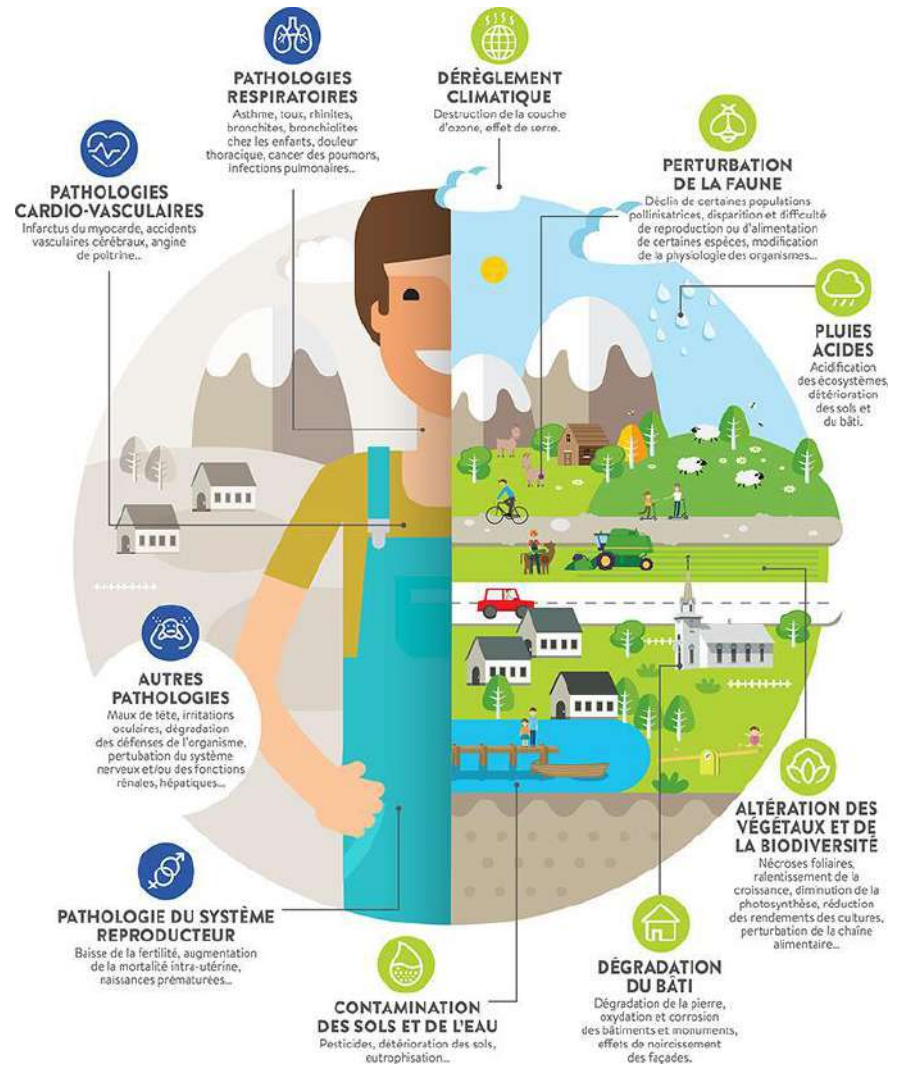 PATHOLOGIES
RESPIRATOIRES
Asthme, toux, rhinites,
bronchites, bronchiolites
chez les enfants, douleur
thoracique, cancer des poumons,
infections pulmonaires...
DÉRÈGLEMENT
CLIMATIQUE
Destruction de la couche
d'ozone, effet de serre.
PATHOLOGIES
CARDIO-VASCULAIRES
Infarctus du myocarde, accidents
vasculaires cérébraux, angine
de poitrine...
PERTURBATION
DE LA FAUNE
Déclin de certaines populations
pollinisatrices, disparition et difficulté
de reproduction ou d'alimentation
de certaines espèces, modification
de la physiologie des organismes...
PLUIES
ACIDES
Acidification
des écosystèmes,
détérioration
des sols et
du bâti.
AUTRES
PATHOLOGIES
Maux de tête, irritations
oculaires, dégradation
des défenses de l'organisme,
pertubation du système
nerveux et/ou des fonctions
rénales, hépatiques...
ALTÉRATION DES
VÉGÉTAUX ET DE
LA BIODIVERSITÉ
Nécroses foliaires,
ralentissement de la
croissance, diminution de la
photosynthèse, réduction
des rendements des cultures,
perturbation de la chaîne
alimentaire...
PATHOLOGIE DU SYSTÈME
REPRODUCTEUR
Baisse de la fertilité, augmentation
de la mortalité intra-utérine,
naissances prématurées...
DÉGRADATION
DU BÂTI
Dégradation de la pierre,
oxydation et corrosion
des bâtiments et monuments,
effets de noircissement
des façades.
CONTAMINATION
DES SOLS ET DE L'EAU
Pesticides, détérioration des sols,
eutrophisation...